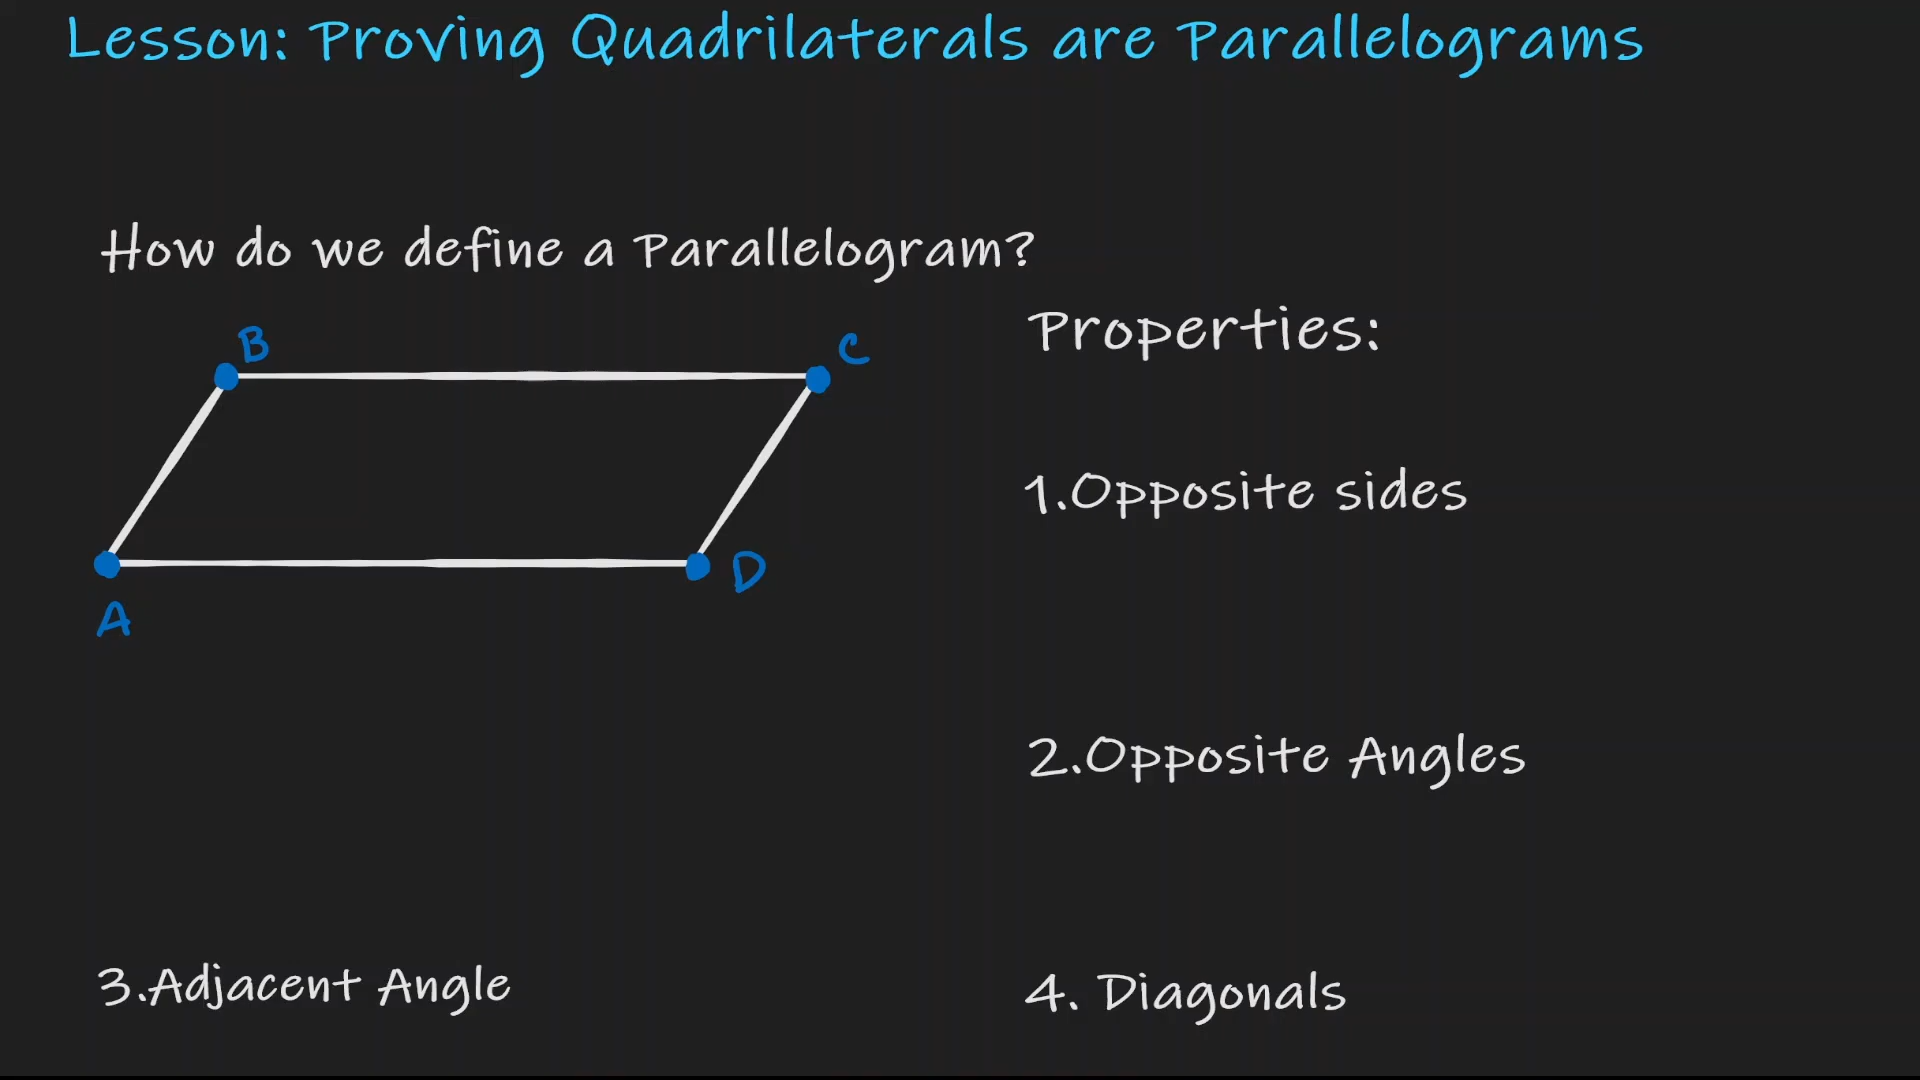 Lesson: Proving Quadrilaterals are Parallelograms
How do we define a Parallelogram?
Properties:
B
C
1.Opposite sides
A
D
2.Opposite Angles
3.Adjacent Angle
4. Diagonals